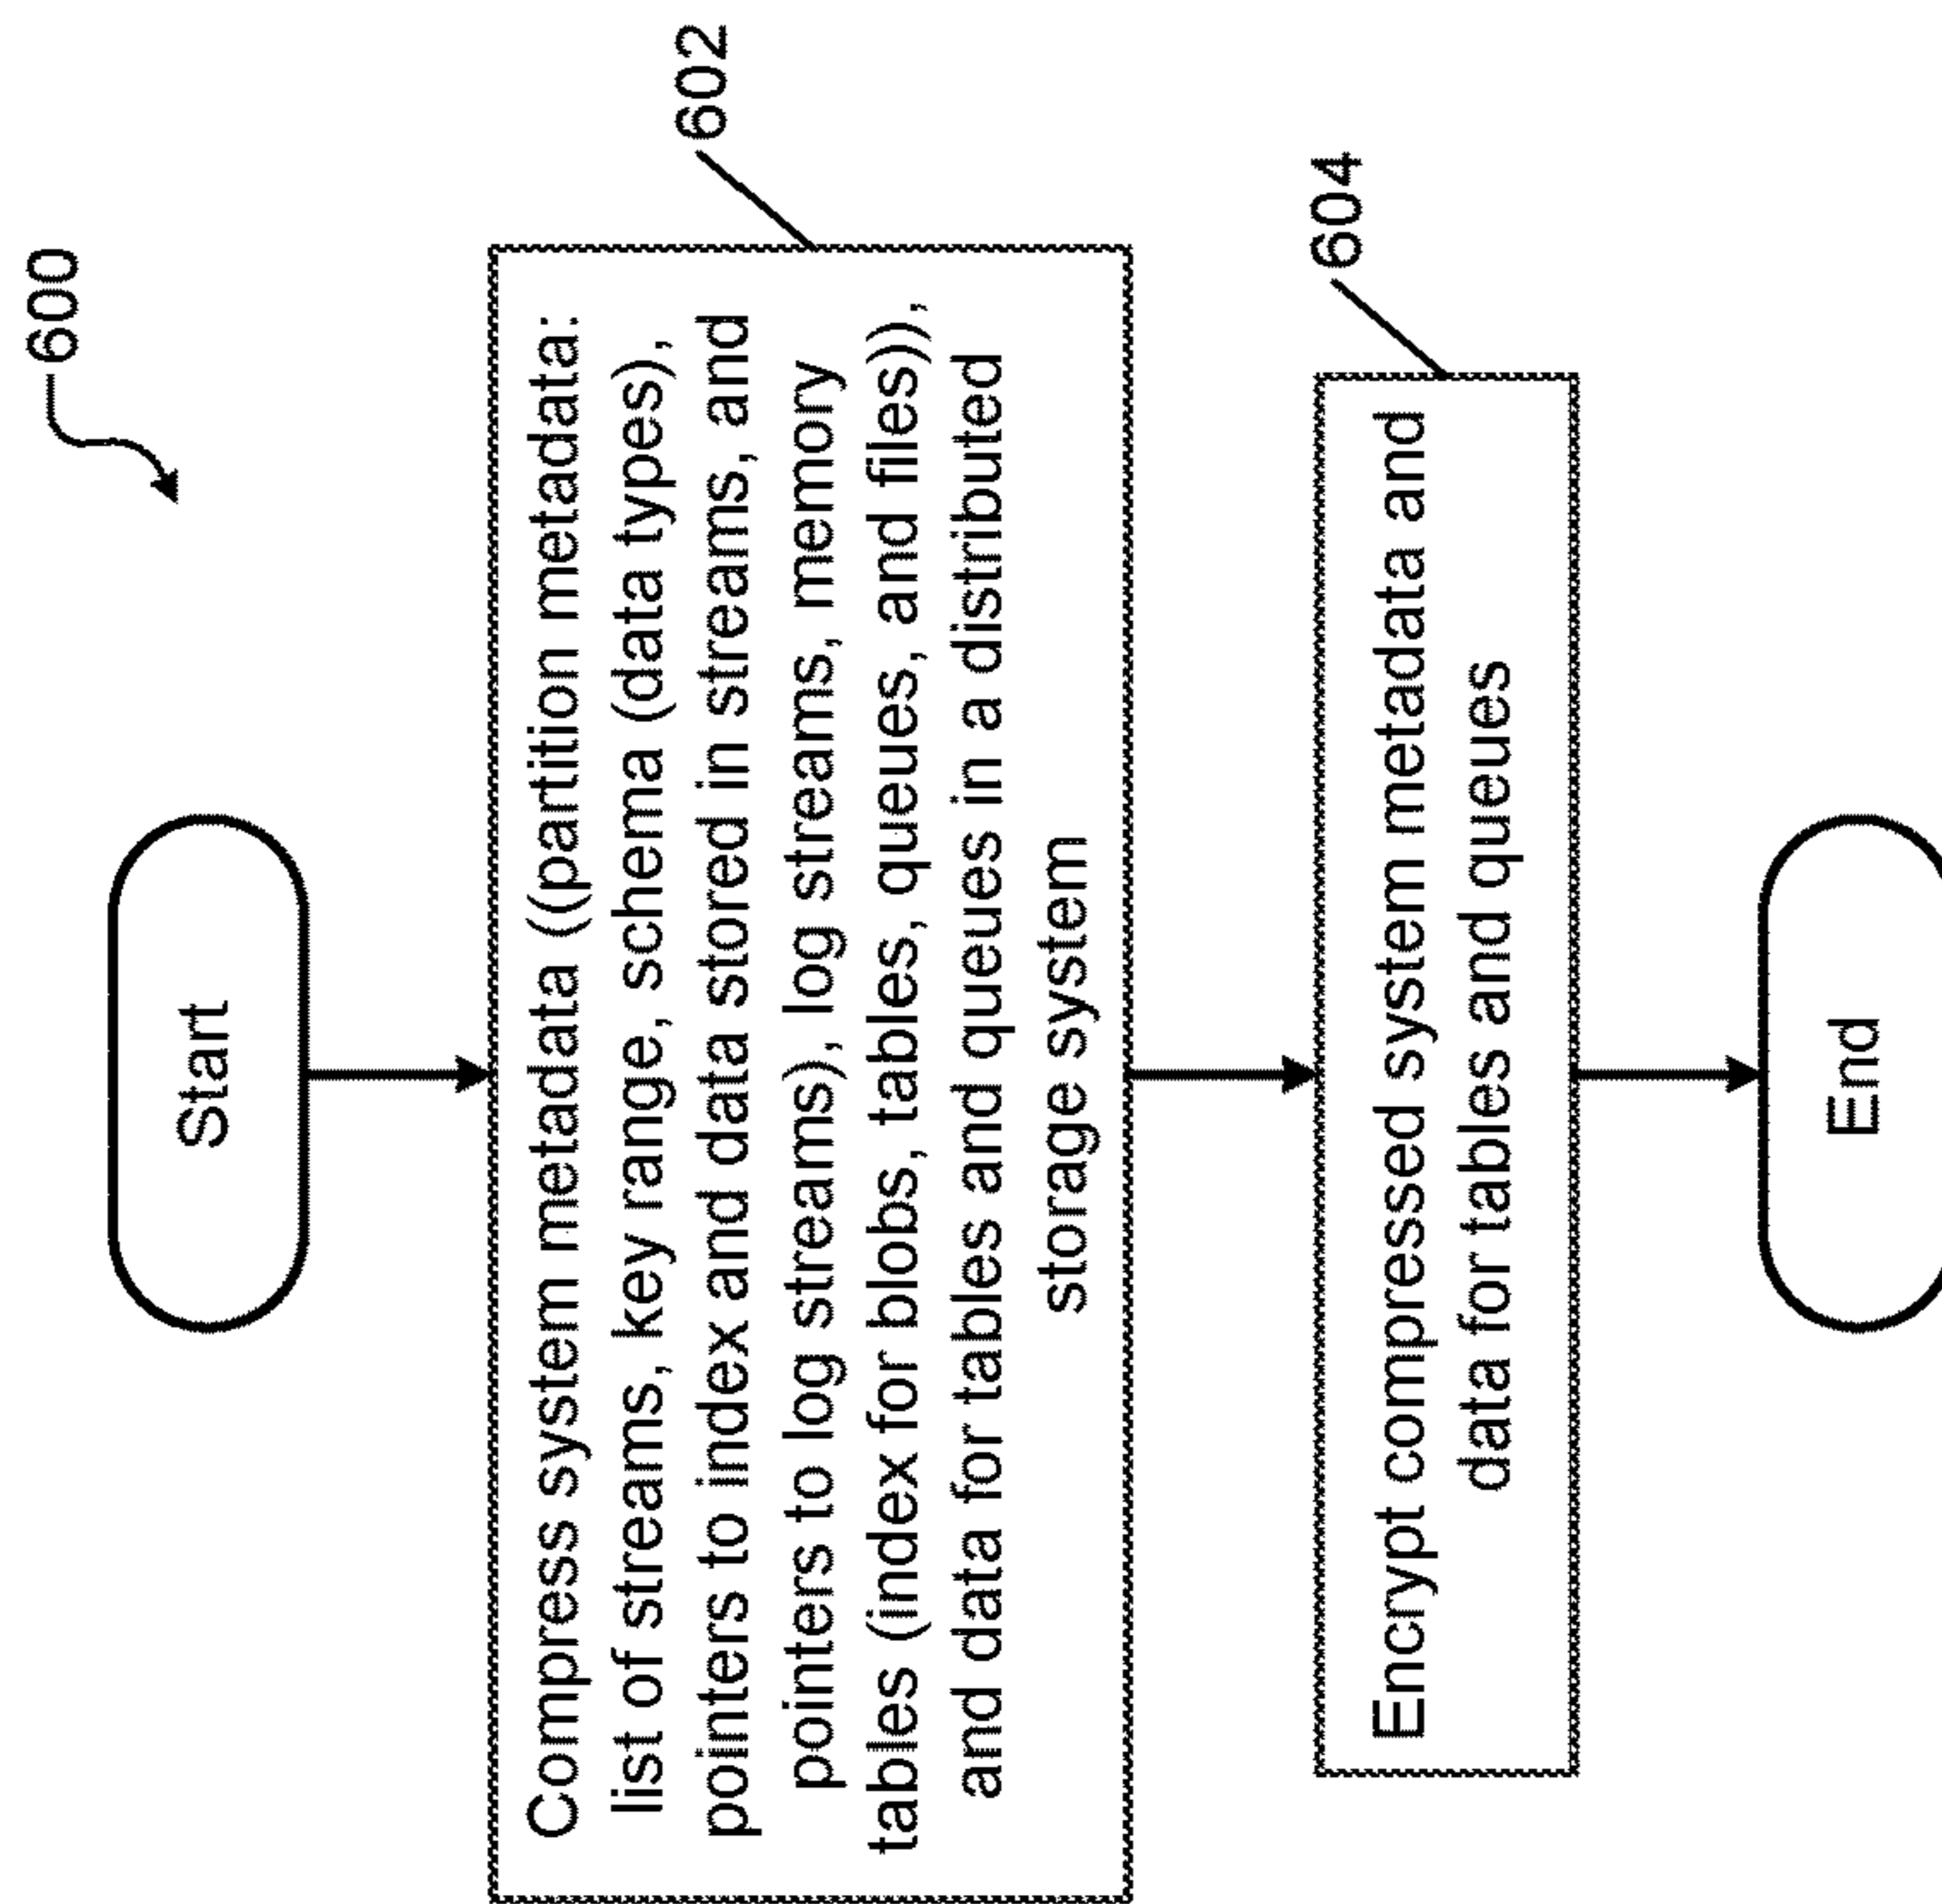 600
Start
602
Compress system metadata ((partition metadata:
list of streams, key range, schema (data types),
pointers to index and data stored in streams, and
pointers to log streams), log streams, memory
tables (index for blobs, tables, queues, and files)),
and data for tables and queues in a distributed
storage system
604
Encrypt compressed system metadata and
data for tables and queues
End